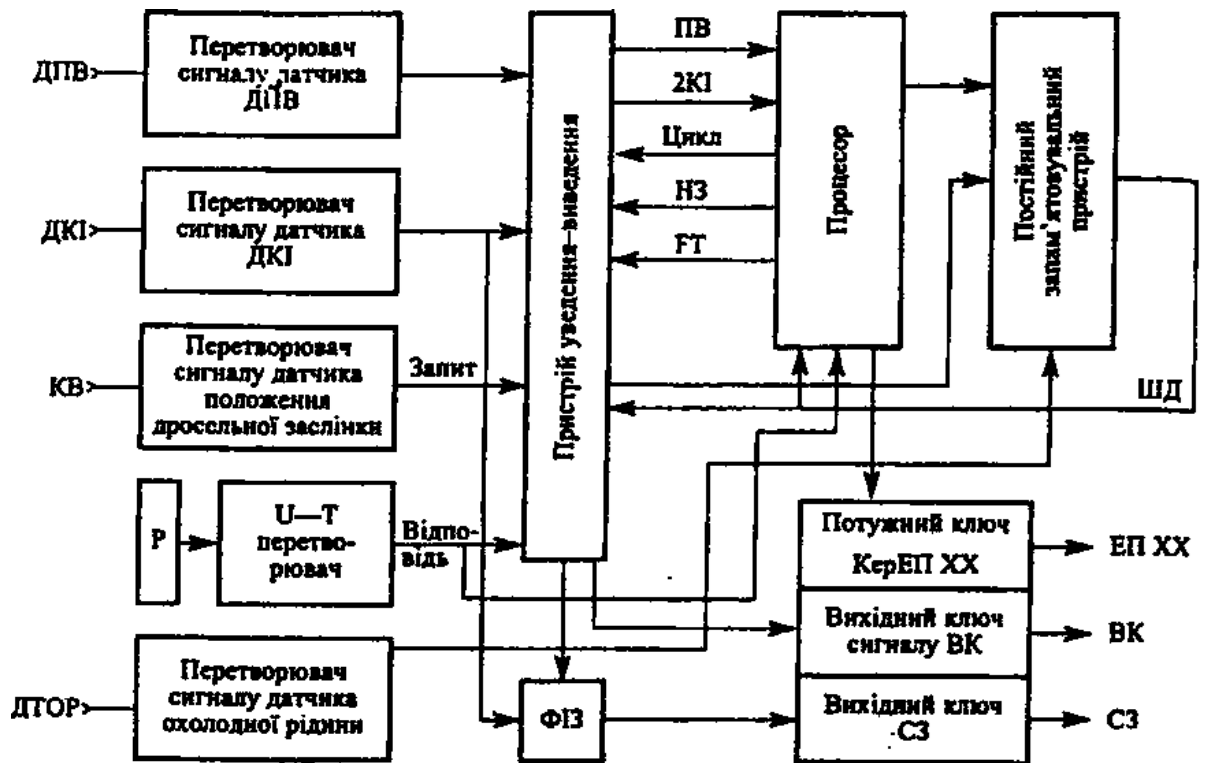 ДПВ
Перетворювач
сигналу датчика
ДПВ
ДКІ
Перетворювач
сигналу датчика
ДКІ
КВ
Перетворювач
сигналу датчика
положення
дросельної заслінки
Запит
Р
U—Т
перетво-
рювач
Відпо-
відь
ДТОР
Перетворювач
сигналу датчика
охолодної рідини
Пристрій уведення–виведення
ФІЗ
ПВ
2КІ
Цикл
НЗ
FT
Процесор
Постійний
запам'ятовувальний
пристрій
ШД
Потужний ключ
КерЕП ХХ
ЕП ХХ
Вихідний ключ
сигналу ВК
ВК
Вихідний ключ
СЗ
СЗ